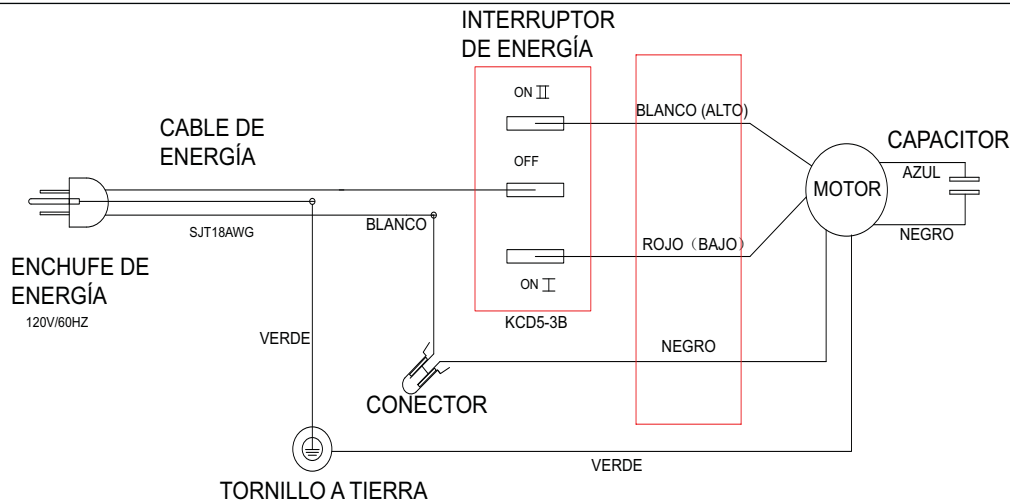 INTERRUPTOR
DE ENERGÍA
ON II
BLANCO (ALTO)
CABLE DE
ENERGÍA
OFF
CAPACITOR
AZUL
MOTOR
BLANCO
SJT18AWG
NEGRO
ROJO (BAJO)
ENCHUFE DE
ENERGÍA
120V/60HZ
ON I
KCD5-3B
VERDE
NEGRO
CONECTOR
VERDE
TORNILLO A TIERRA